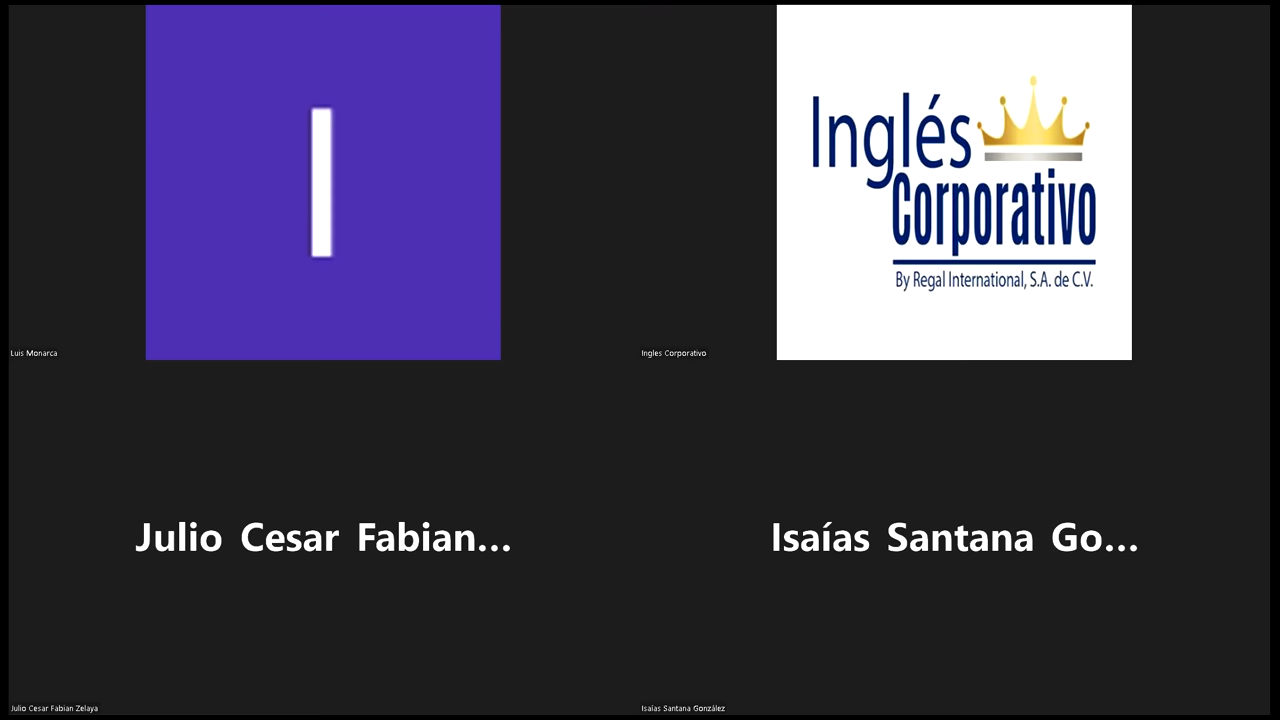 l
Luis Monarca
Inglés
Corporativo
By Regal International, S.A. de C.V.
Ingles Corporativo
Julio Cesar Fabian...
Julio Cesar Fabian Zelaya
Isaías Santana Go...
Isaías Santana González